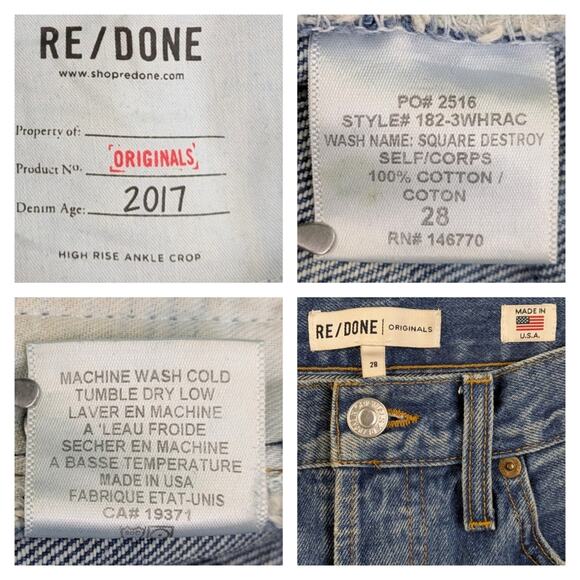 RE/DONE
www.shopredone.com
Property of:
Product No. ORIGINALS
Denim Age: 2017
HIGH RISE ANKLE CROP
PO# 2516
STYLE# 182-3WHRAC
WASH NAME: SQUARE DESTROY
SELF/CORPS
100% COTTON /
COTON
28
RN# 146770
MACHINE WASH COLD
TUMBLE DRY LOW
LAVER EN MACHINE
A 'LEAU FROIDE
SECHER EN MACHINE
A BASSE TEMPERATURE
MADE IN USA
FABRIQUE ETAT-UNIS
CA# 19371
RE/DONE | ORIGINALS
28
MADE IN
U.S.A.